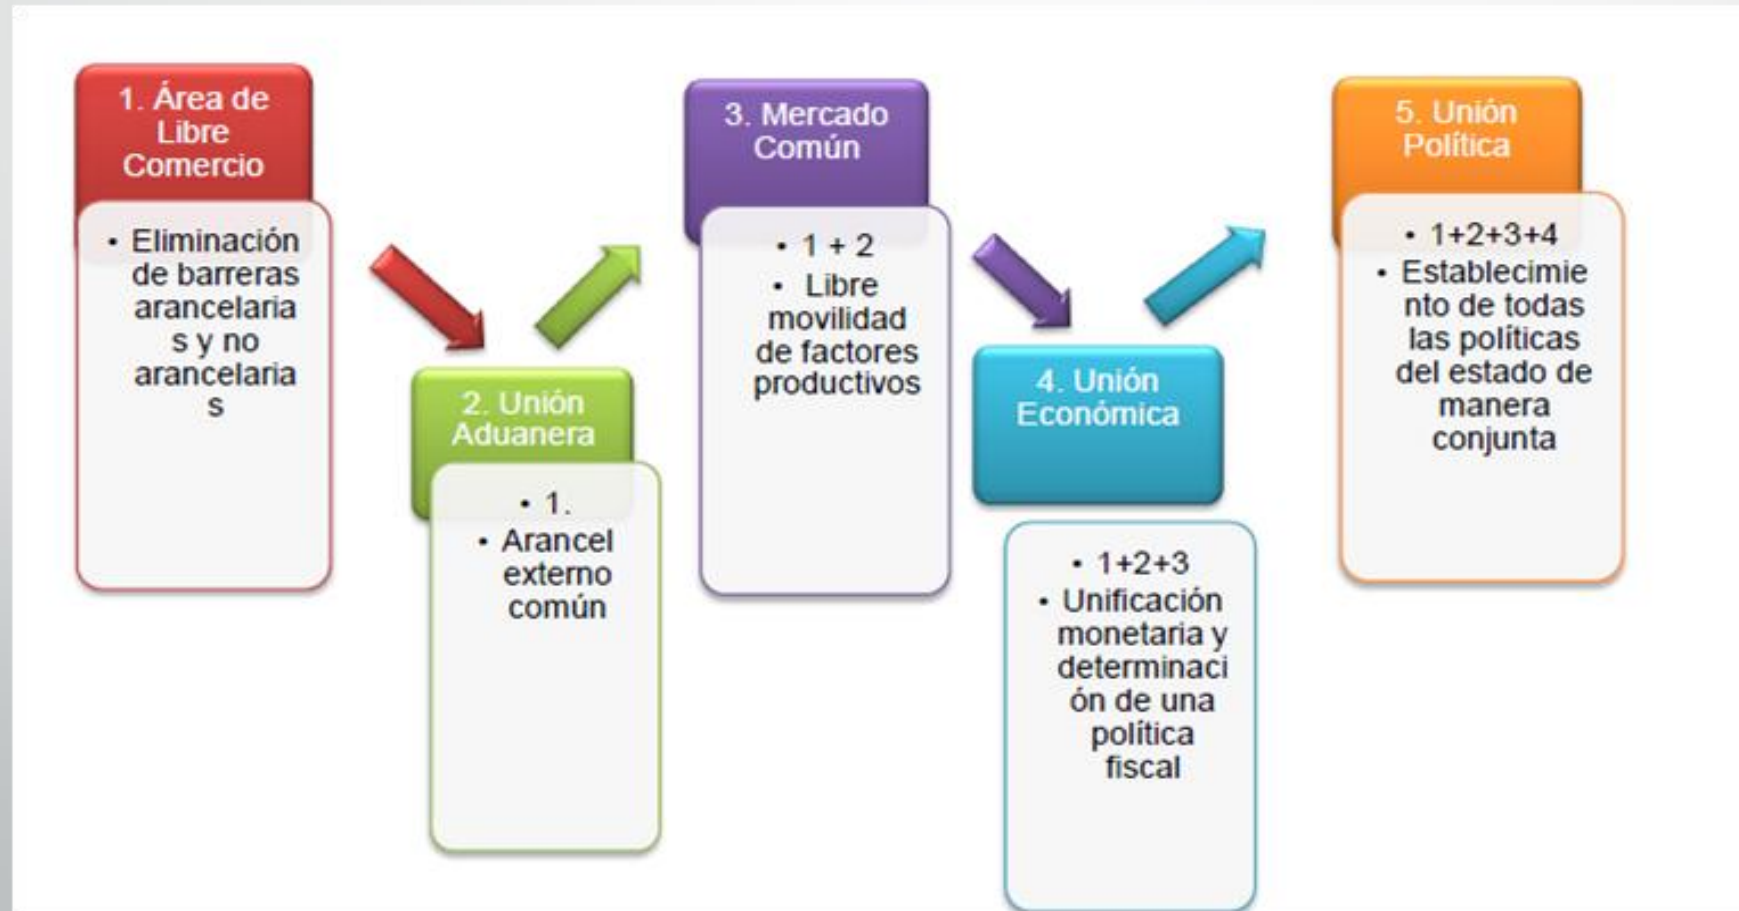 1. Área de
Libre
Comercio
• Eliminación
de barreras
arancelaria
s y no
arancelaria
s
2. Unión
Aduanera
• 1.
• Arancel
externo
común
3. Mercado
Común
• 1 + 2
• Libre
movilidad
de factores
productivos
4. Unión
Económica
• 1+2+3
• Unificación
monetaria y
determinaci
ón de una
política
fiscal
5. Unión
Política
• 1+2+3+4
• Establecimie
nto de todas
las políticas
del estado de
manera
conjunta